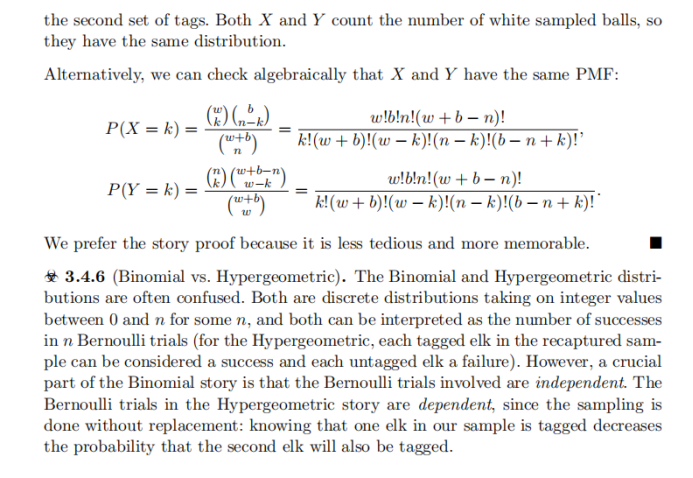 the second set of tags. Both X and Y count the number of white sampled balls, so
they have the same distribution.
Alternatively, we can check algebraically that X and Y have the same PMF:
P(X = k) = \frac{\binom{w}{k}\binom{b}{n-k}}{\binom{w+b}{n}} = \frac{w!b!n!(w + b − n)!}{k!(w + b)!(w − k)!(n − k)!(b − n + k)!},
P(Y = k) = \frac{\binom{n}{k}\binom{w+b−n}{w−k}}{\binom{w+b}{w}} = \frac{w!b!n!(w + b − n)!}{k!(w + b)!(w − k)!(n − k)!(b − n + k)!}.
We prefer the story proof because it is less tedious and more memorable. ■
☣ 3.4.6 (Binomial vs. Hypergeometric). The Binomial and Hypergeometric distri-
butions are often confused. Both are discrete distributions taking on integer values
between 0 and n for some n, and both can be interpreted as the number of successes
in n Bernoulli trials (for the Hypergeometric, each tagged elk in the recaptured sam-
ple can be considered a success and each untagged elk a failure). However, a crucial
part of the Binomial story is that the Bernoulli trials involved are independent. The
Bernoulli trials in the Hypergeometric story are dependent, since the sampling is
done without replacement: knowing that one elk in our sample is tagged decreases
the probability that the second elk will also be tagged.